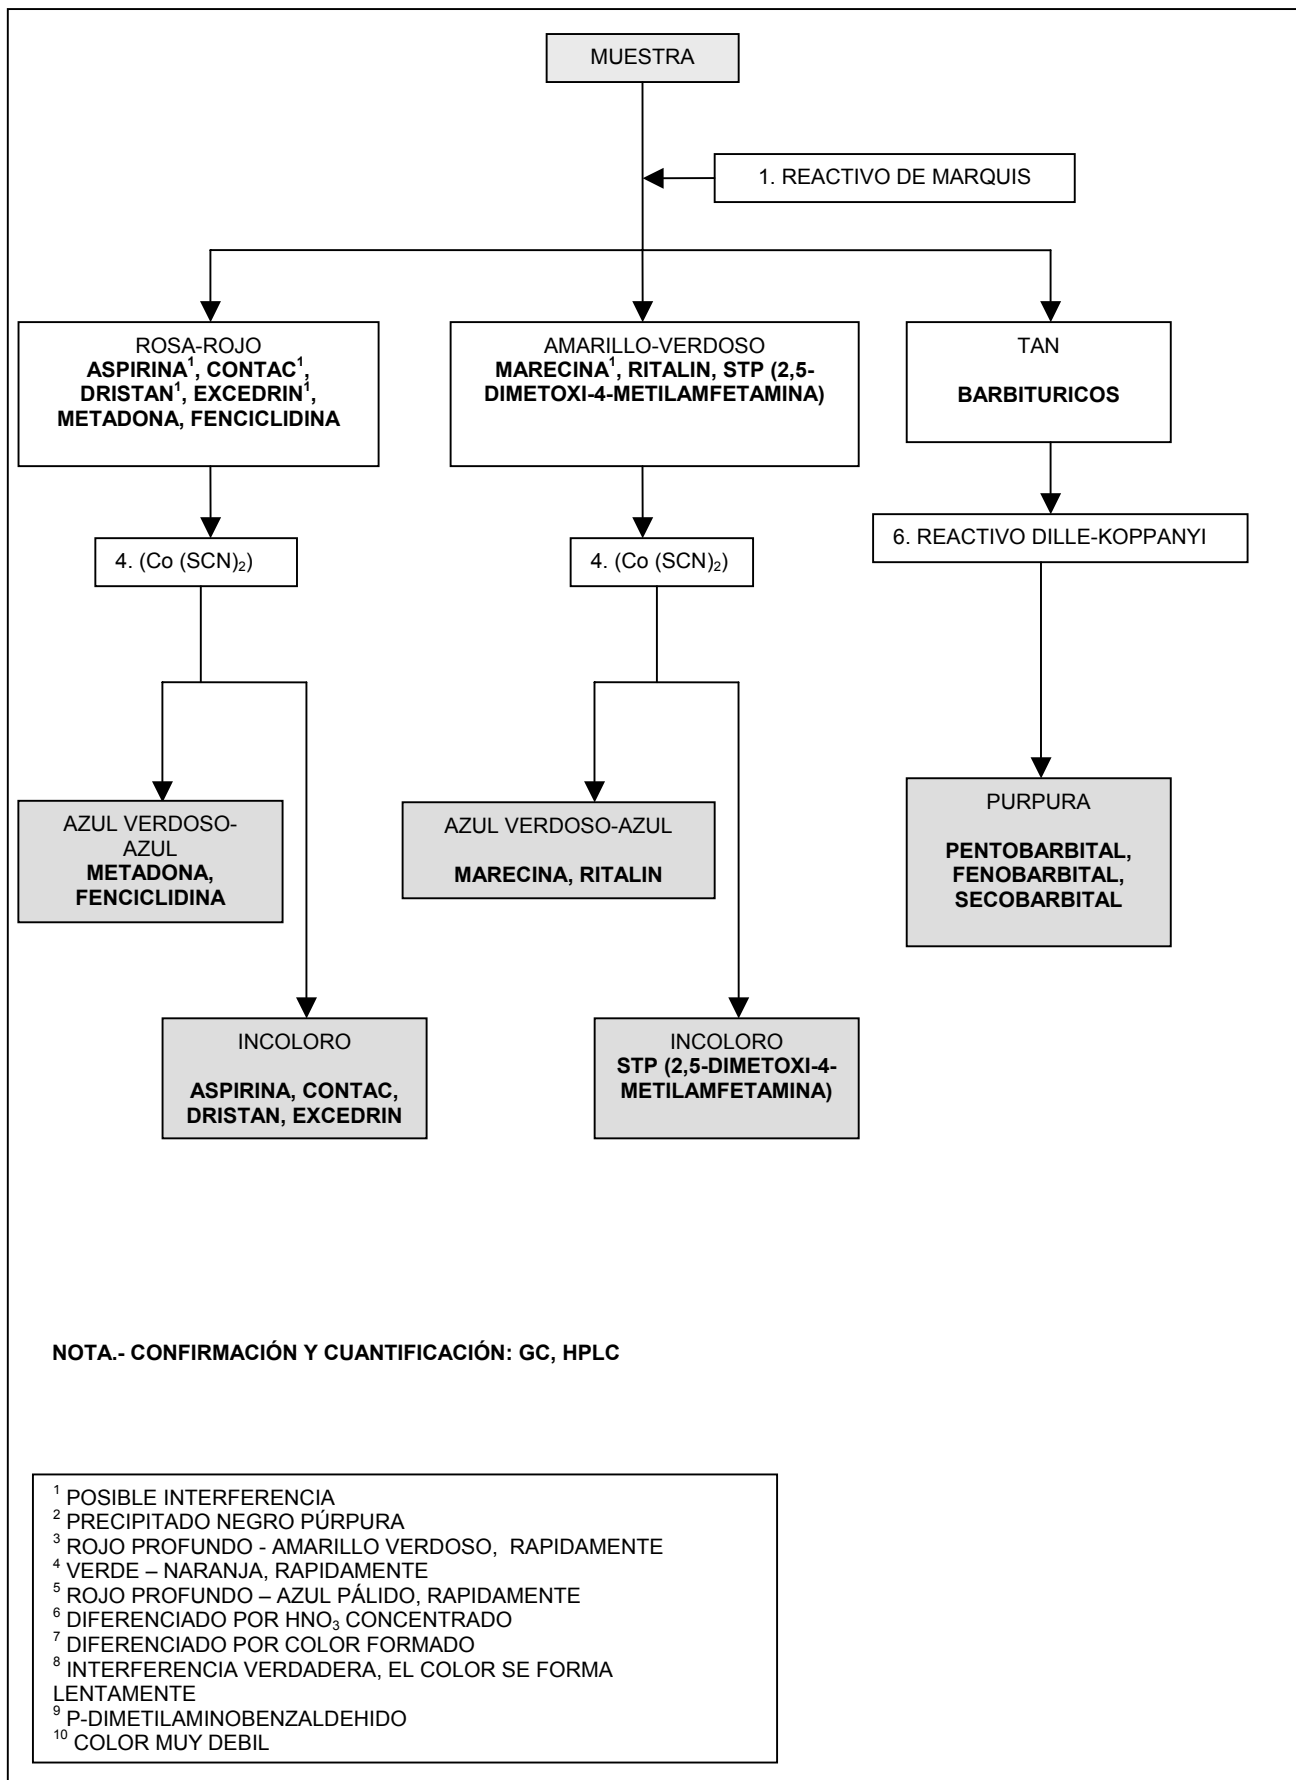 MUESTRA
1. REACTIVO DE MARQUIS
ROSA-ROJO
ASPIRINA¹, CONTAC¹,
DRISTAN¹, EXCEDRIN¹,
METADONA, FENCICLIDINA
AMARILLO-VERDOSO
MARECINA¹, RITALIN, STP (2,5-
DIMETOXI-4-METILAMFETAMINA)
TAN
BARBITURICOS
4. (Co (SCN)₂)
4. (Co (SCN)₂)
6. REACTIVO DILLE-KOPPANYI
AZUL VERDOSO-
AZUL
METADONA,
FENCICLIDINA
AZUL VERDOSO-AZUL
MARECINA, RITALIN
PURPURA
PENTOBARBITAL,
FENOBARBITAL,
SECOBARBITAL
INCOLORO
ASPIRINA, CONTAC,
DRISTAN, EXCEDRIN
INCOLORO
STP (2,5-DIMETOXI-4-
METILAMFETAMINA)
NOTA.- CONFIRMACIÓN Y CUANTIFICACIÓN: GC, HPLC
¹ POSIBLE INTERFERENCIA
² PRECIPITADO NEGRO PÚRPURA
³ ROJO PROFUNDO - AMARILLO VERDOSO, RAPIDAMENTE
⁴ VERDE – NARANJA, RAPIDAMENTE
⁵ ROJO PROFUNDO – AZUL PÁLIDO, RAPIDAMENTE
⁶ DIFERENCIADO POR HNO₃ CONCENTRADO
⁷ DIFERENCIADO POR COLOR FORMADO
⁸ INTERFERENCIA VERDADERA, EL COLOR SE FORMA
LENTAMENTE
⁹ P-DIMETILAMINOBENZALDEHIDO
¹⁰ COLOR MUY DEBIL